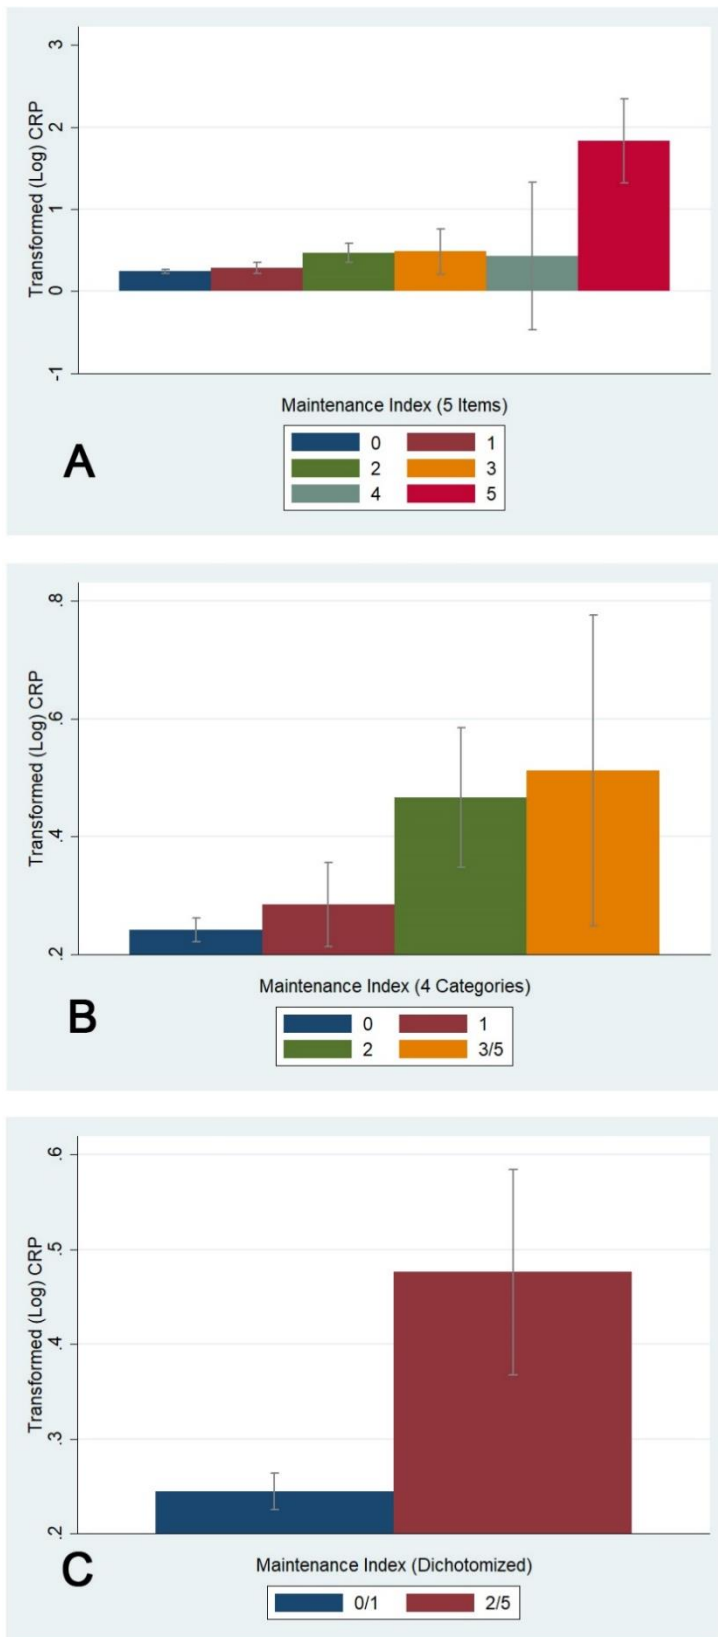 3
2
1
0
-1
Transformed (Log) CRP
Maintenance Index (5 Items)
0 1
2 3
4 5
A
.8
.6
.4
.2
Transformed (Log) CRP
Maintenance Index (4 Categories)
0 1
2 3/5
B
.6
.5
.4
.3
.2
Transformed (Log) CRP
Maintenance Index (Dichotomized)
0/1 2/5
C